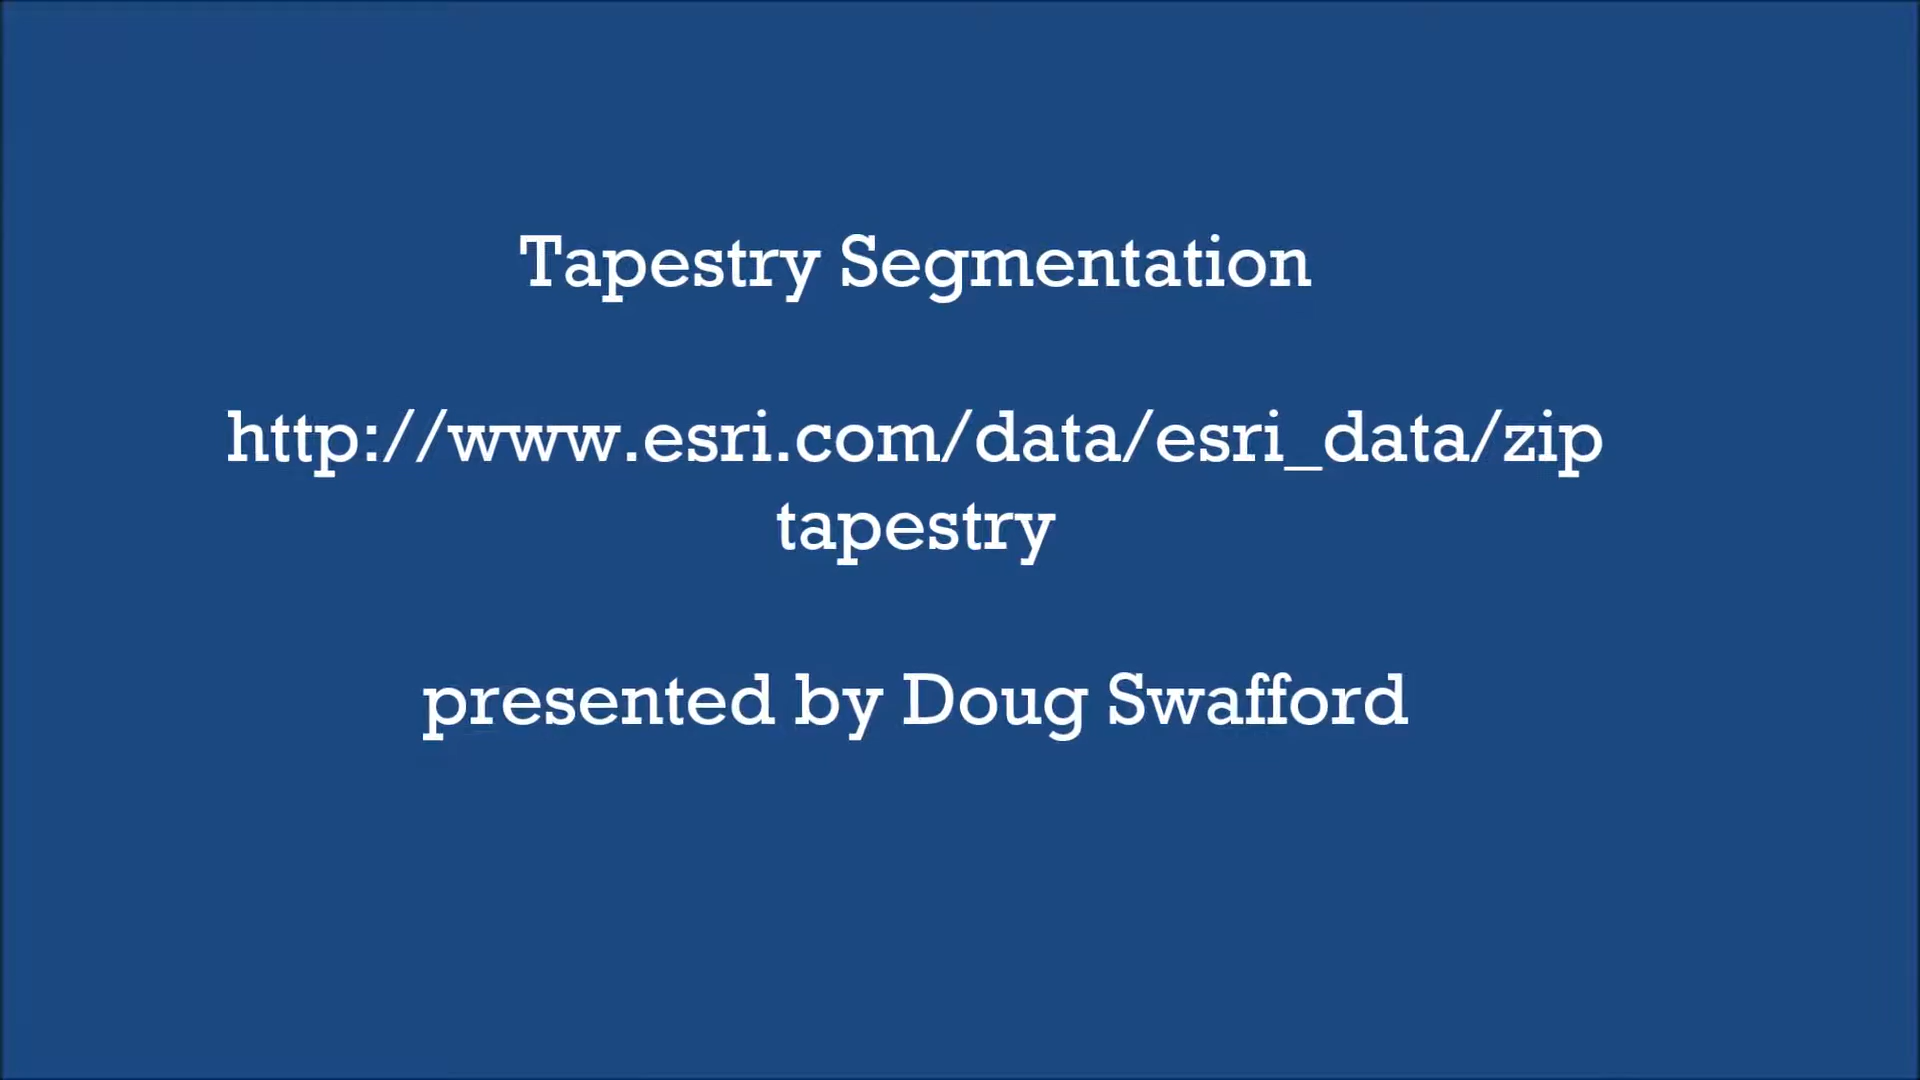 Tapestry Segmentation
http://www.esri.com/data/esri_data/zip
tapestry
presented by Doug Swafford